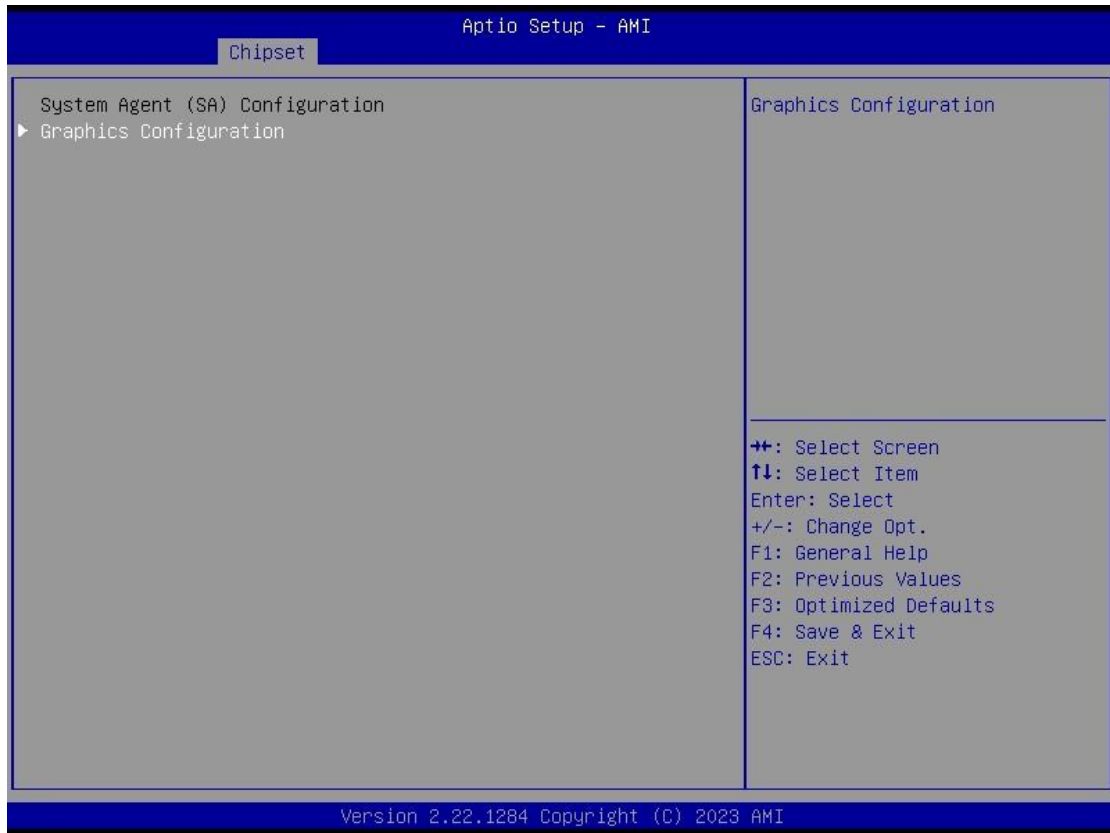 Aptio Setup - AMI
Chipset
System Agent (SA) Configuration
► Graphics Configuration
Graphics Configuration
→←: Select Screen
↑↓: Select Item
Enter: Select
+/-: Change Opt.
F1: General Help
F2: Previous Values
F3: Optimized Defaults
F4: Save & Exit
ESC: Exit
Version 2.22.1284 Copyright (C) 2023 AMI